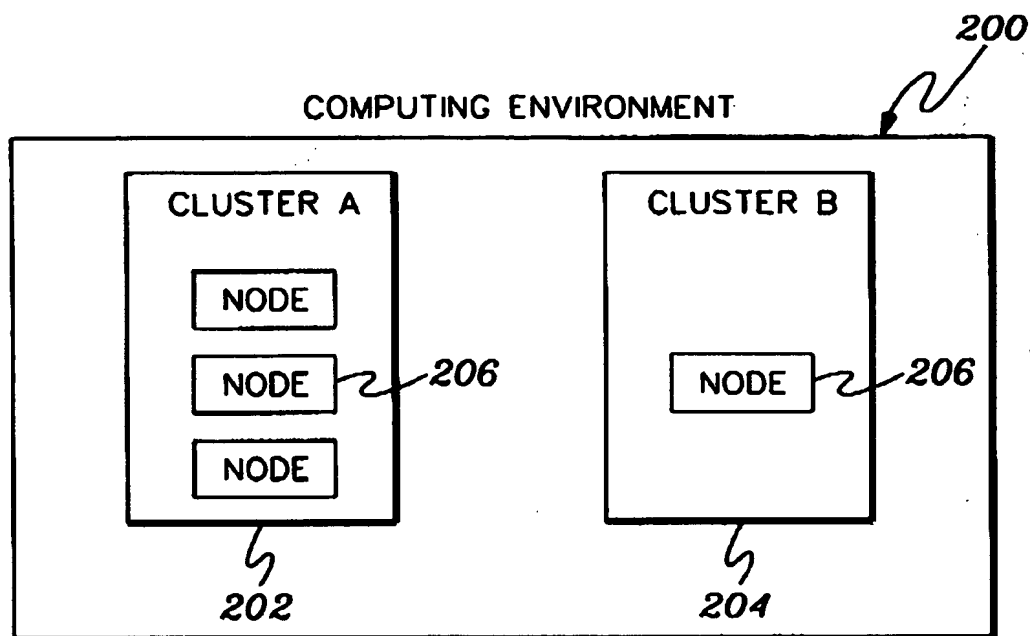 200
COMPUTING ENVIRONMENT
CLUSTER A
CLUSTER B
NODE
NODE
206
NODE
206
NODE
202
204